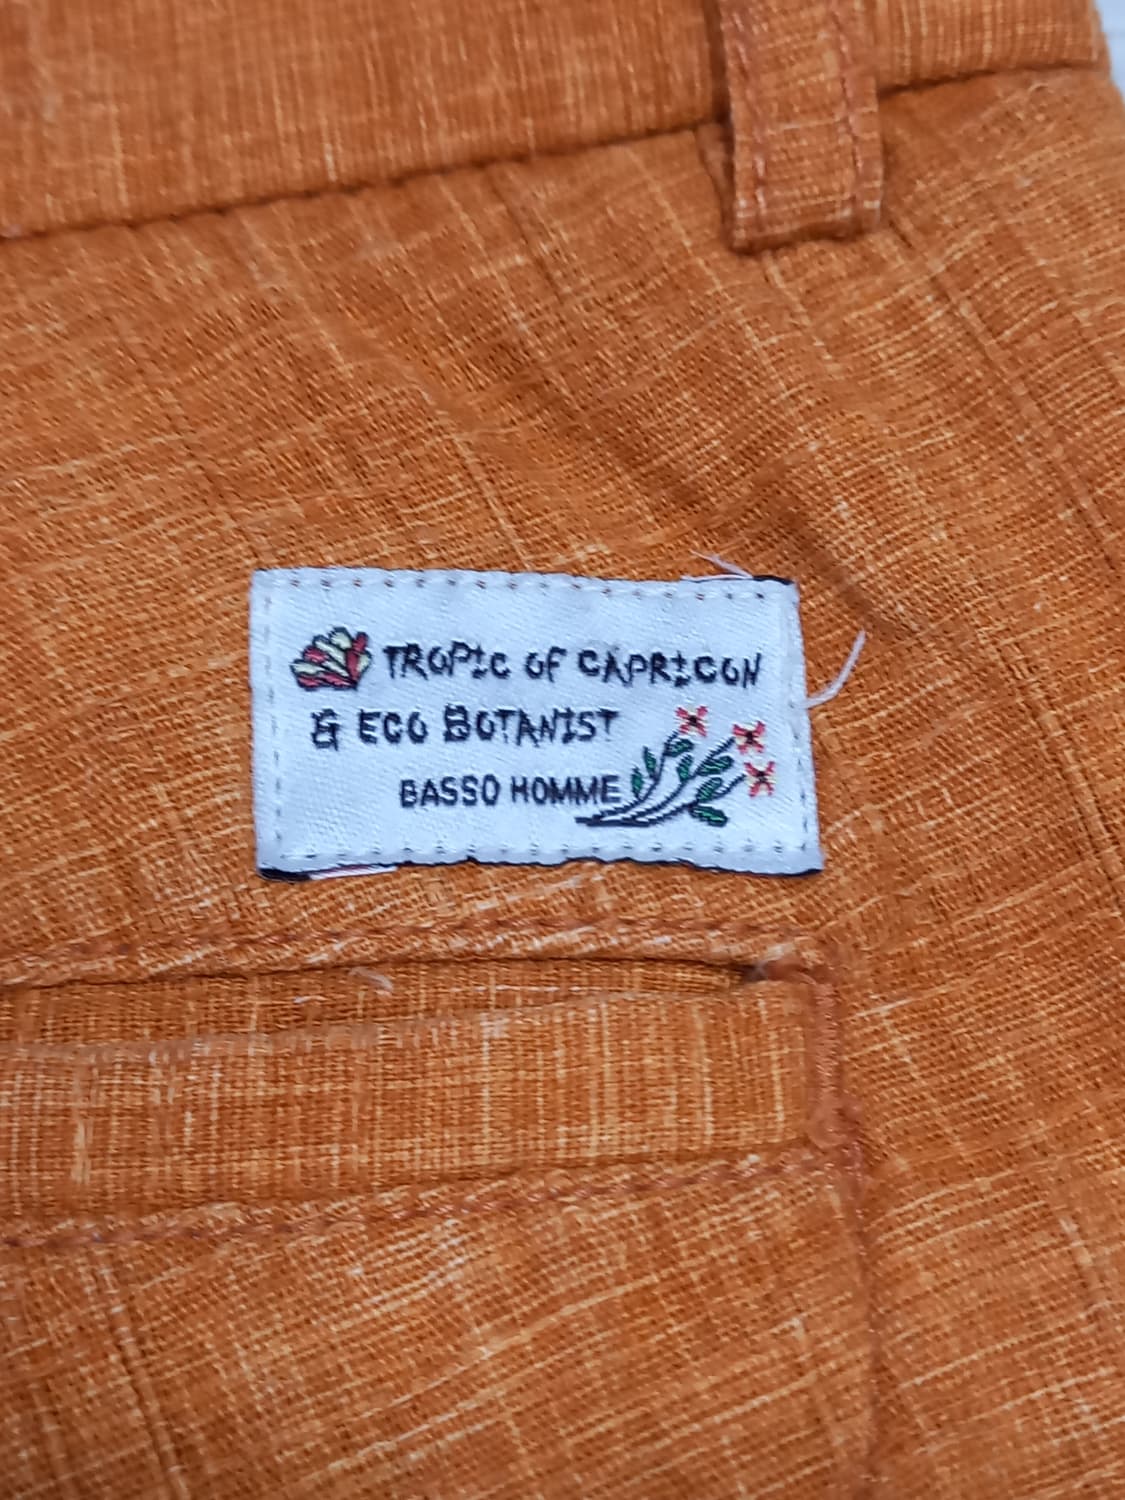 TROPIC OF CAPRICON
& ECO BOTANIST
BASSO HOMME